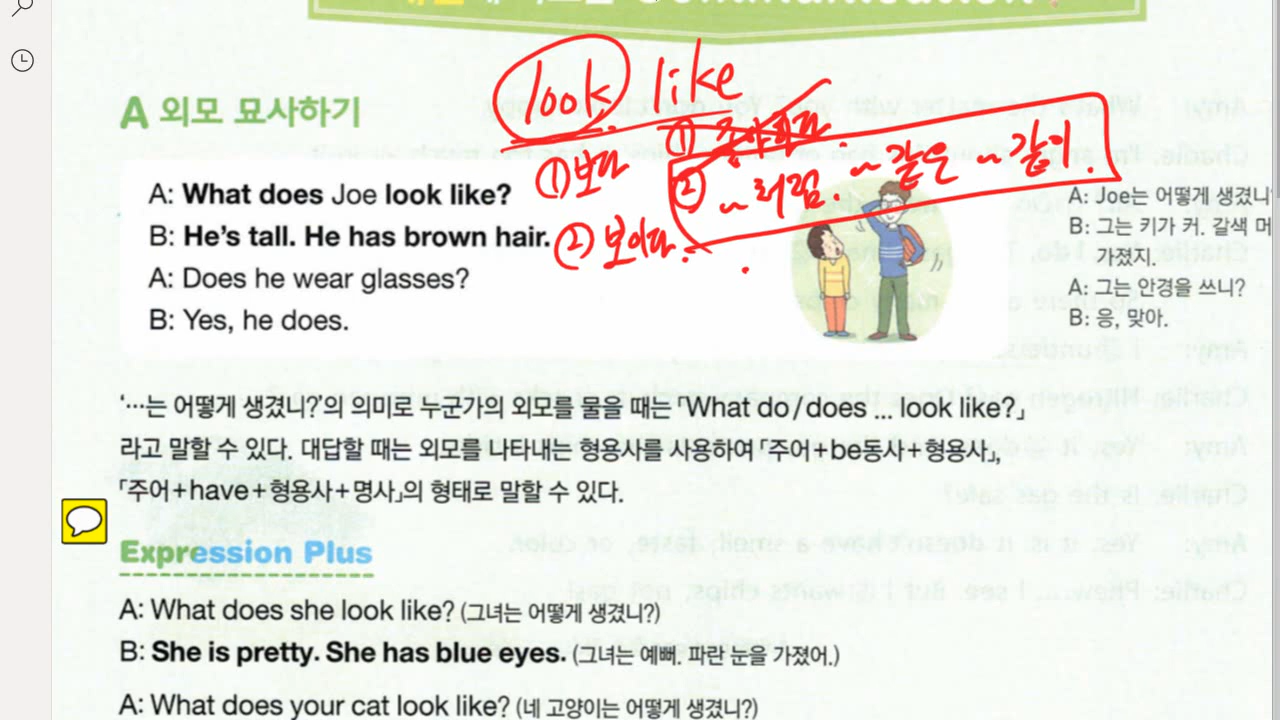 look like
① 보다
② 보이다.
① 좋아하다.
② ~처럼. ~같은 ~같기.
A 외모 묘사하기
A: What does Joe look like?
B: He's tall. He has brown hair.
A: Does he wear glasses?
B: Yes, he does.
A: Joe는 어떻게 생겼니?
B: 그는 키가 커. 갈색 머
가졌지.
A: 그는 안경을 쓰니?
B: 응, 맞아.
‘…는 어떻게 생겼니?’의 의미로 누군가의 외모를 물을 때는 「What do/does ... look like?」
라고 말할 수 있다. 대답할 때는 외모를 나타내는 형용사를 사용하여 「주어+be동사+형용사」,
「주어+have+형용사+명사」의 형태로 말할 수 있다.
Expression Plus
A: What does she look like? (그녀는 어떻게 생겼니?)
B: She is pretty. She has blue eyes. (그녀는 예뻐. 파란 눈을 가졌어.)
A: What does your cat look like? (네 고양이는 어떻게 생겼니?)